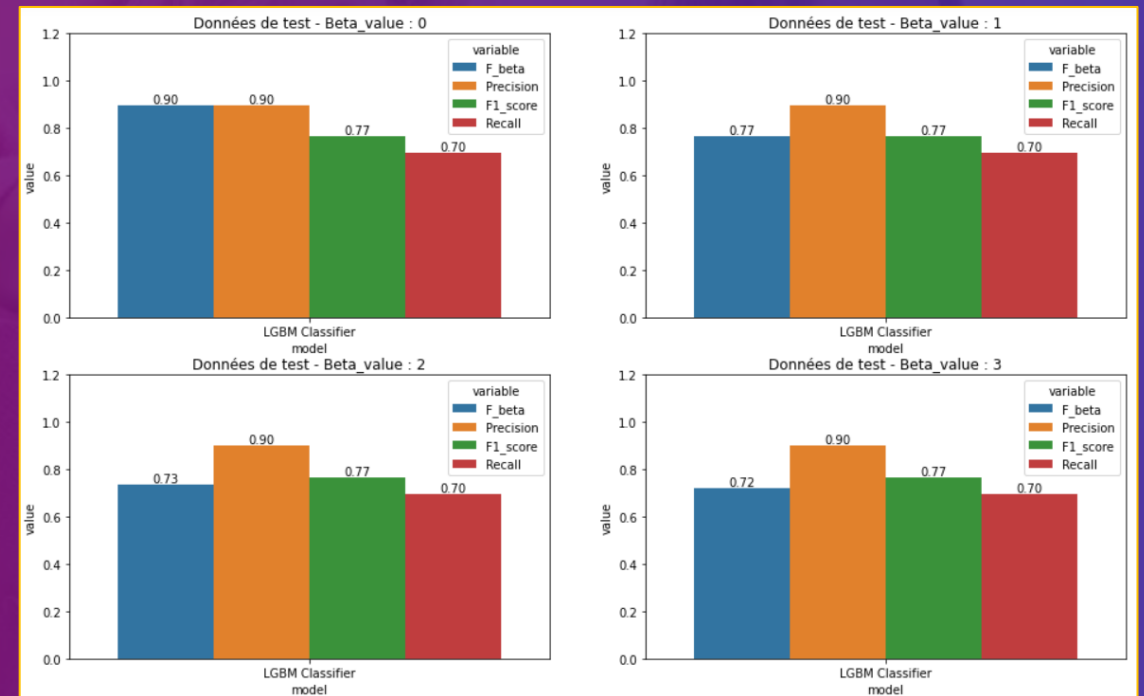 Données de test - Beta_value : 0
1.2
1.0
0.8
0.6
0.4
0.2
0.0
value
0.90
0.90
0.77
0.70
variable
F_beta
Precision
F1_score
Recall
LGBM Classifier
model
Données de test - Beta_value : 1
1.2
1.0
0.8
0.6
0.4
0.2
0.0
value
0.77
0.90
0.77
0.70
variable
F_beta
Precision
F1_score
Recall
LGBM Classifier
model
Données de test - Beta_value : 2
1.2
1.0
0.8
0.6
0.4
0.2
0.0
value
0.73
0.90
0.77
0.70
variable
F_beta
Precision
F1_score
Recall
LGBM Classifier
model
Données de test - Beta_value : 3
1.2
1.0
0.8
0.6
0.4
0.2
0.0
value
0.72
0.90
0.77
0.70
variable
F_beta
Precision
F1_score
Recall
LGBM Classifier
model